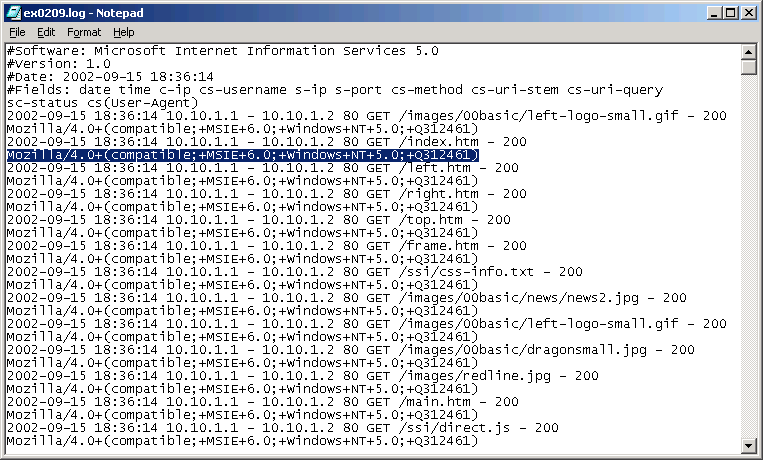 ex0209.log - Notepad
File Edit Format Help
#Software: Microsoft Internet Information Services 5.0
#Version: 1.0
#Date: 2002-09-15 18:36:14
#Fields: date time c-ip cs-username s-ip s-port cs-method cs-uri-stem cs-uri-query
sc-status cs(User-Agent)
2002-09-15 18:36:14 10.10.1.1 - 10.10.1.2 80 GET /images/00basic/left-logo-small.gif - 200
Mozilla/4.0+(compatible;+MSIE+6.0;+Windows+NT+5.0;+Q312461)
2002-09-15 18:36:14 10.10.1.1 - 10.10.1.2 80 GET /index.htm - 200
Mozilla/4.0+(compatible;+MSIE+6.0;+Windows+NT+5.0;+Q312461)
2002-09-15 18:36:14 10.10.1.1 - 10.10.1.2 80 GET /left.htm - 200
Mozilla/4.0+(compatible;+MSIE+6.0;+Windows+NT+5.0;+Q312461)
2002-09-15 18:36:14 10.10.1.1 - 10.10.1.2 80 GET /right.htm - 200
Mozilla/4.0+(compatible;+MSIE+6.0;+Windows+NT+5.0;+Q312461)
2002-09-15 18:36:14 10.10.1.1 - 10.10.1.2 80 GET /top.htm - 200
Mozilla/4.0+(compatible;+MSIE+6.0;+Windows+NT+5.0;+Q312461)
2002-09-15 18:36:14 10.10.1.1 - 10.10.1.2 80 GET /frame.htm - 200
Mozilla/4.0+(compatible;+MSIE+6.0;+Windows+NT+5.0;+Q312461)
2002-09-15 18:36:14 10.10.1.1 - 10.10.1.2 80 GET /ssi/css-info.txt - 200
Mozilla/4.0+(compatible;+MSIE+6.0;+Windows+NT+5.0;+Q312461)
2002-09-15 18:36:14 10.10.1.1 - 10.10.1.2 80 GET /images/00basic/news/news2.jpg - 200
Mozilla/4.0+(compatible;+MSIE+6.0;+Windows+NT+5.0;+Q312461)
2002-09-15 18:36:14 10.10.1.1 - 10.10.1.2 80 GET /images/00basic/left-logo-small.gif - 200
Mozilla/4.0+(compatible;+MSIE+6.0;+Windows+NT+5.0;+Q312461)
2002-09-15 18:36:14 10.10.1.1 - 10.10.1.2 80 GET /images/00basic/dragonsmall.jpg - 200
Mozilla/4.0+(compatible;+MSIE+6.0;+Windows+NT+5.0;+Q312461)
2002-09-15 18:36:14 10.10.1.1 - 10.10.1.2 80 GET /images/redline.jpg - 200
Mozilla/4.0+(compatible;+MSIE+6.0;+Windows+NT+5.0;+Q312461)
2002-09-15 18:36:14 10.10.1.1 - 10.10.1.2 80 GET /main.htm - 200
Mozilla/4.0+(compatible;+MSIE+6.0;+Windows+NT+5.0;+Q312461)
2002-09-15 18:36:14 10.10.1.1 - 10.10.1.2 80 GET /ssi/direct.js - 200
Mozilla/4.0+(compatible;+MSIE+6.0;+Windows+NT+5.0;+Q312461)